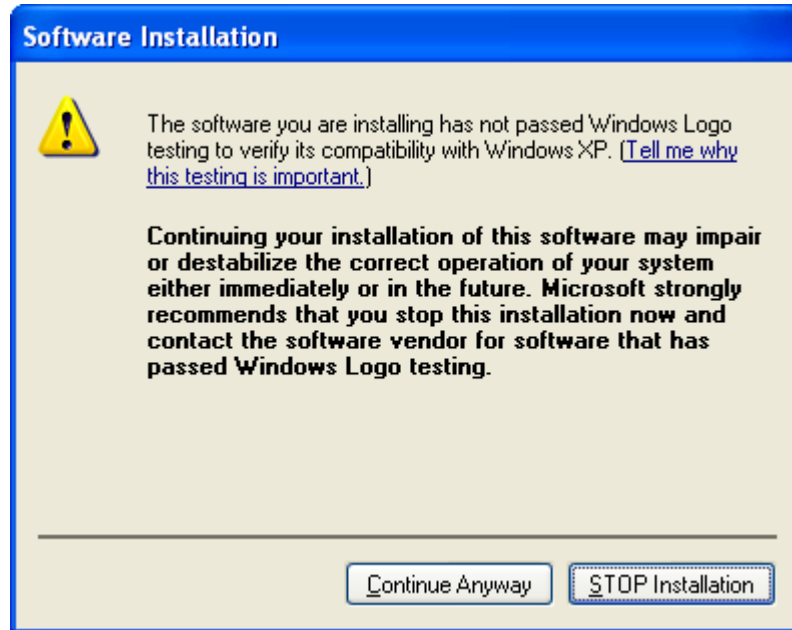 Software Installation
The software you are installing has not passed Windows Logo
testing to verify its compatibility with Windows XP. (Tell me why
this testing is important.)
Continuing your installation of this software may impair
or destabilize the correct operation of your system
either immediately or in the future. Microsoft strongly
recommends that you stop this installation now and
contact the software vendor for software that has
passed Windows Logo testing.
Continue Anyway
STOP Installation